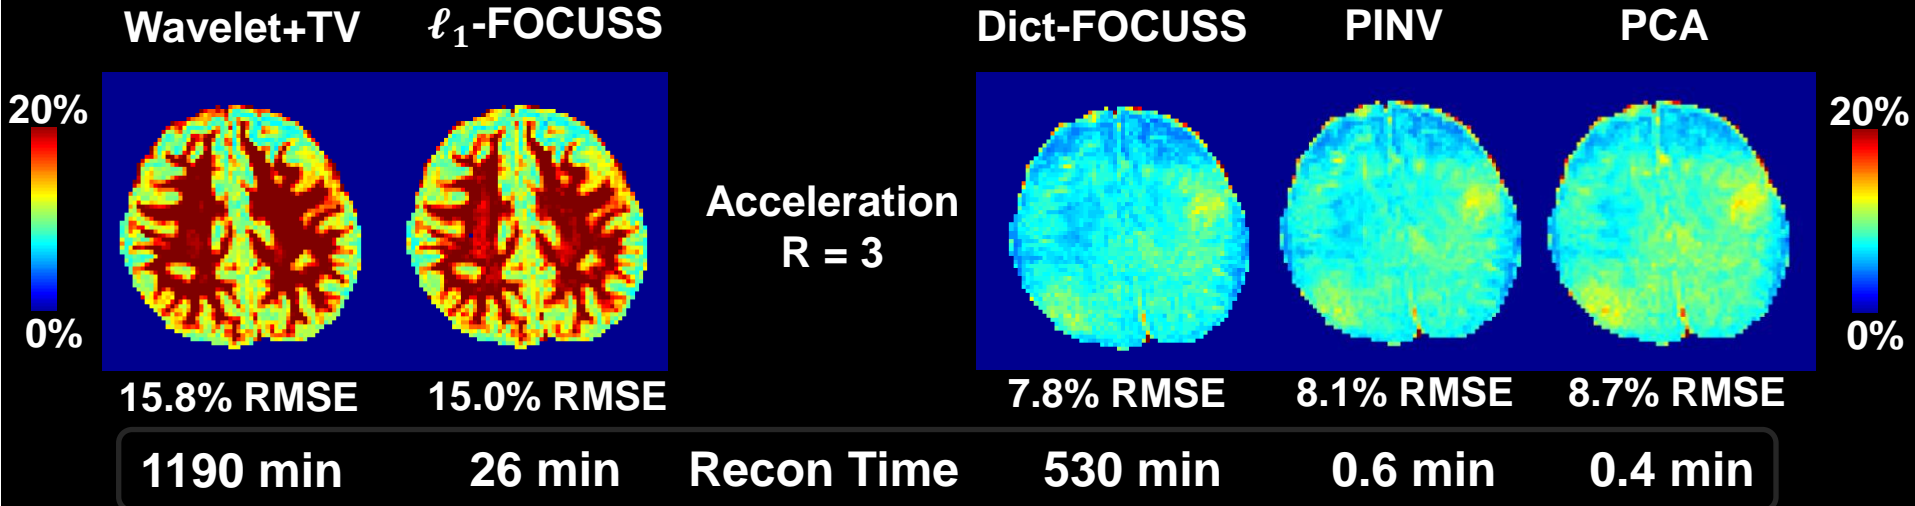 Wavelet+TV
ℓ₁-FOCUSS
Dict-FOCUSS
PINV
PCA
20%
0%
Acceleration
R = 3
20%
0%
15.8% RMSE
15.0% RMSE
7.8% RMSE
8.1% RMSE
8.7% RMSE
1190 min
26 min
Recon Time
530 min
0.6 min
0.4 min